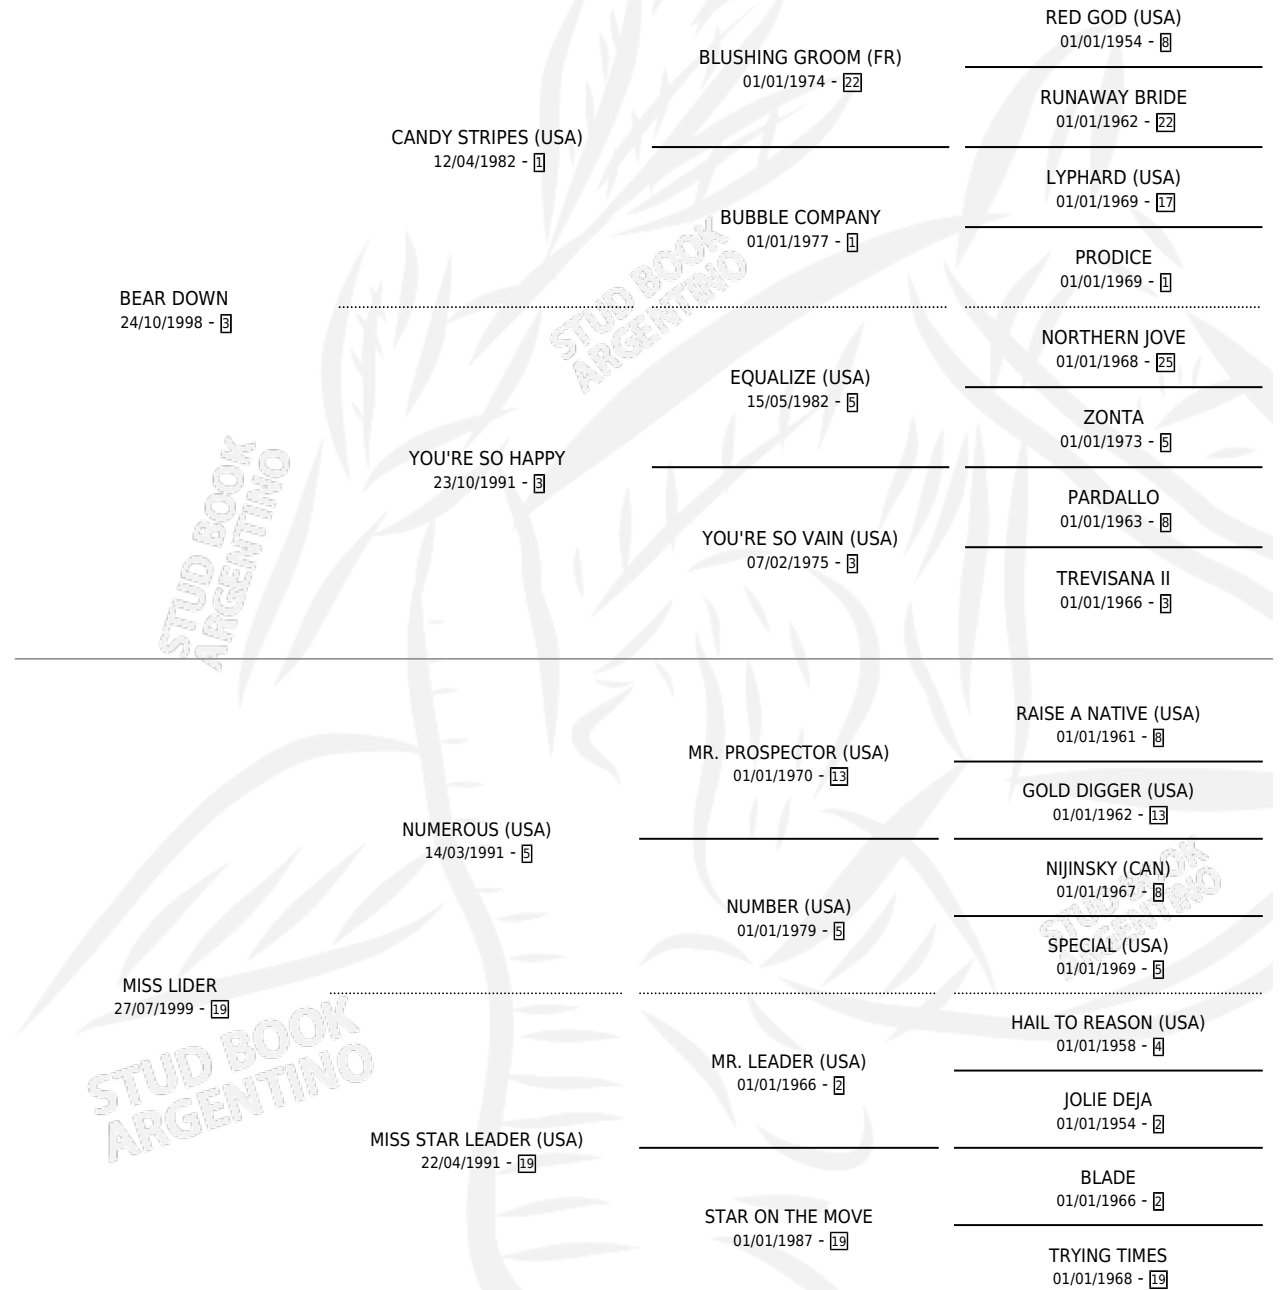 RED GOD (USA)
01/01/1954 - 8
BLUSHING GROOM (FR)
01/01/1974 - 22
RUNAWAY BRIDE
01/01/1962 - 22
CANDY STRIPES (USA)
12/04/1982 - 1
LYPHARD (USA)
01/01/1969 - 17
BUBBLE COMPANY
01/01/1977 - 1
PRODICE
01/01/1969 - 1
BEAR DOWN
24/10/1998 - 3
STUD BOOK
ARGENTINO
NORTHERN JOVE
01/01/1968 - 25
EQUALIZE (USA)
15/05/1982 - 5
ZONTA
01/01/1973 - 5
YOU'RE SO HAPPY
23/10/1991 - 3
PARDALLO
01/01/1963 - 8
YOU'RE SO VAIN (USA)
07/02/1975 - 3
TREVISANA II
01/01/1966 - 3
STUD BOOK
ARGENTINO
RAISE A NATIVE (USA)
01/01/1961 - 8
MR. PROSPECTOR (USA)
01/01/1970 - 13
GOLD DIGGER (USA)
01/01/1962 - 13
NUMEROUS (USA)
14/03/1991 - 5
NIJINSKY (CAN)
01/01/1967 - 8
NUMBER (USA)
01/01/1979 - 5
STUD BOOK
ARGENTINO
SPECIAL (USA)
01/01/1969 - 5
MISS LIDER
27/07/1999 - 19
HAIL TO REASON (USA)
01/01/1958 - 4
MR. LEADER (USA)
01/01/1966 - 2
JOLIE DEJA
01/01/1954 - 2
STUD BOOK
ARGENTINO
MISS STAR LEADER (USA)
22/04/1991 - 19
BLADE
01/01/1966 - 2
STAR ON THE MOVE
01/01/1987 - 19
TRYING TIMES
01/01/1968 - 19